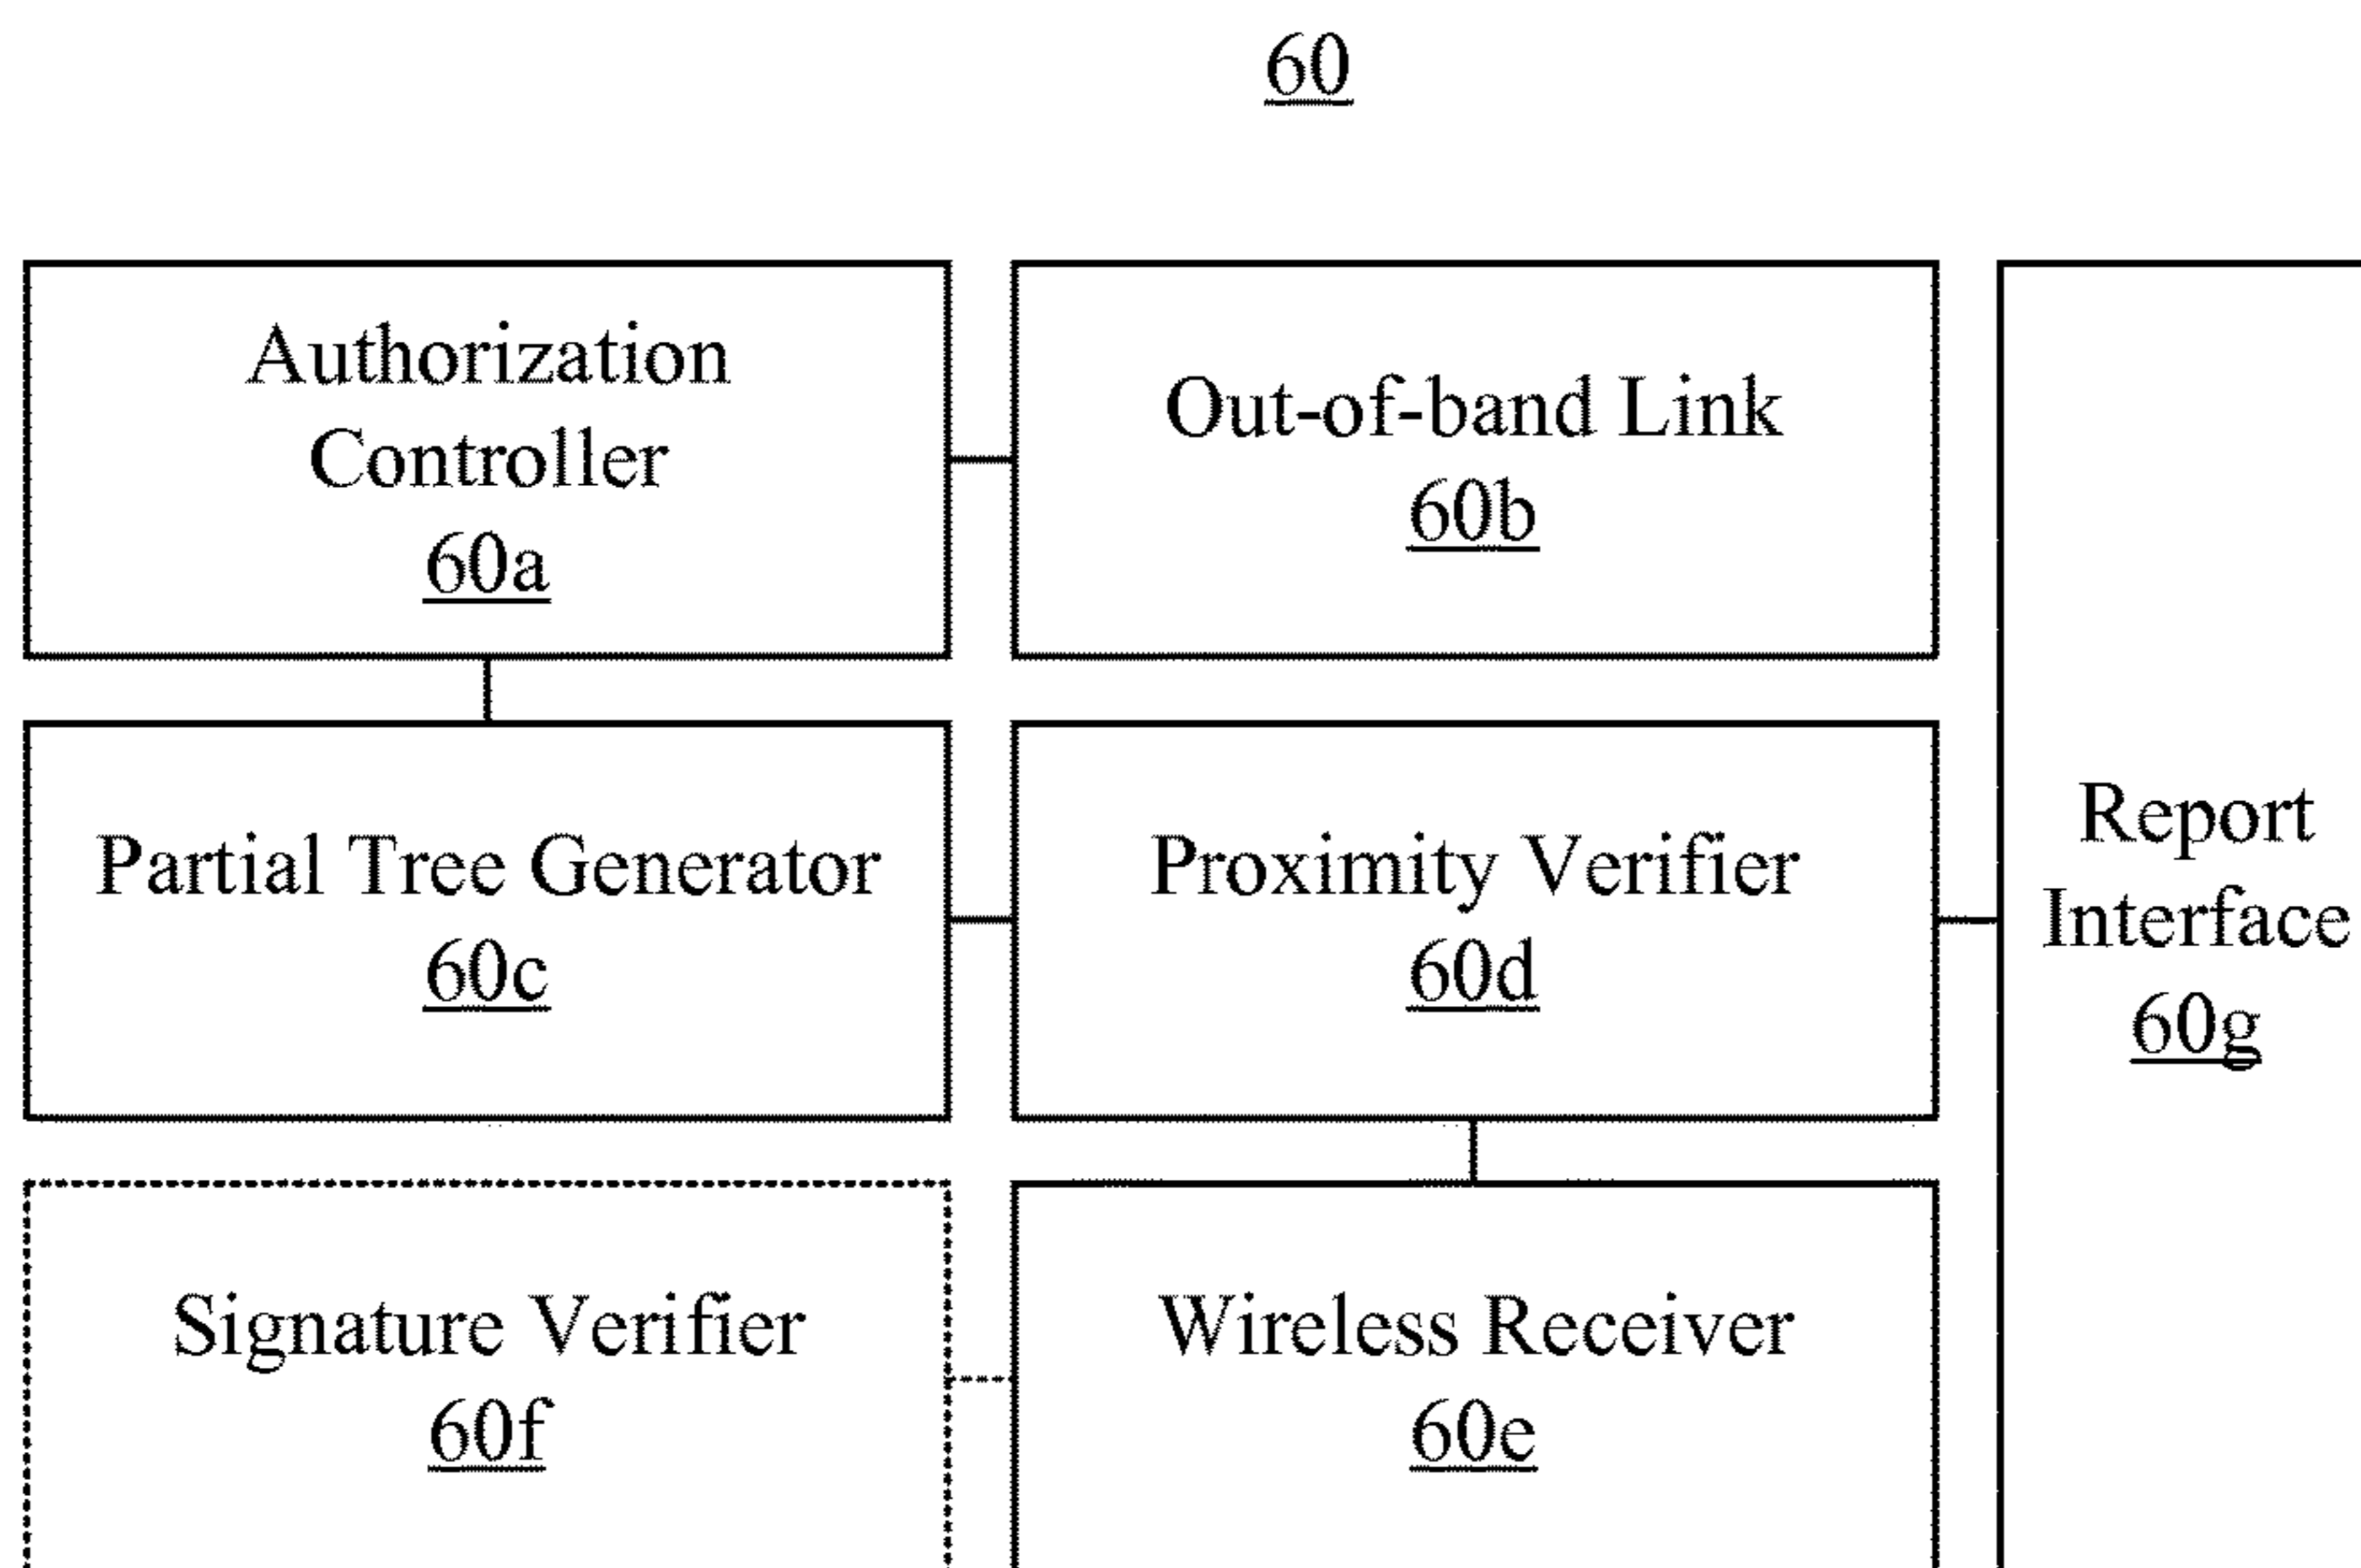 60
Authorization
Controller
60a
Out-of-band Link
60b
Partial Tree Generator
60c
Proximity Verifier
60d
Report
Interface
60g
Signature Verifier
60f
Wireless Receiver
60e